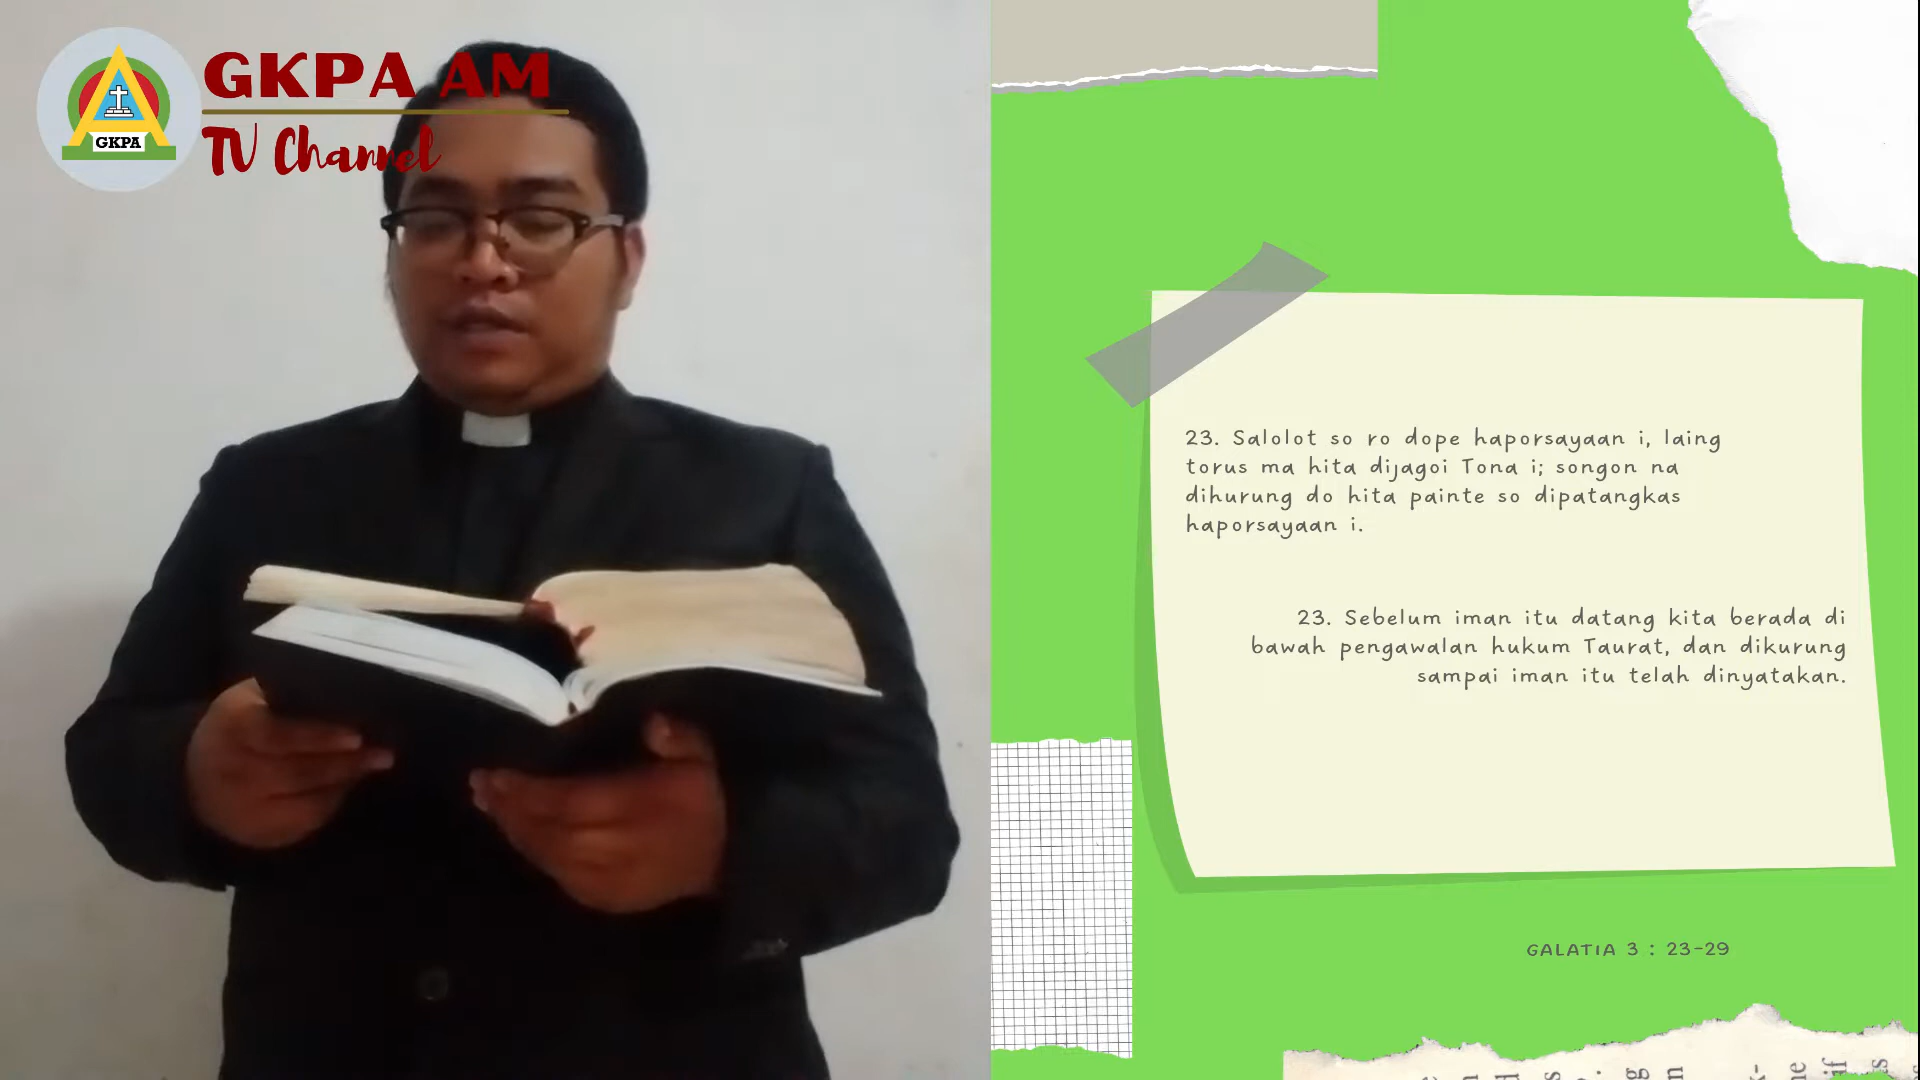 GKPA AM
TV Channel
GKPA
23. Salolot so ro dope haporsayaan i, laing
torus ma hita dijagoi Tona i; songon na
dihurung do hita painte so dipatangkas
haporsayaan i.
23. Sebelum iman itu datang kita berada di
bawah pengawalan hukum Taurat, dan dikurung
sampai iman itu telah dinyatakan.
GALATIA 3 : 23-29